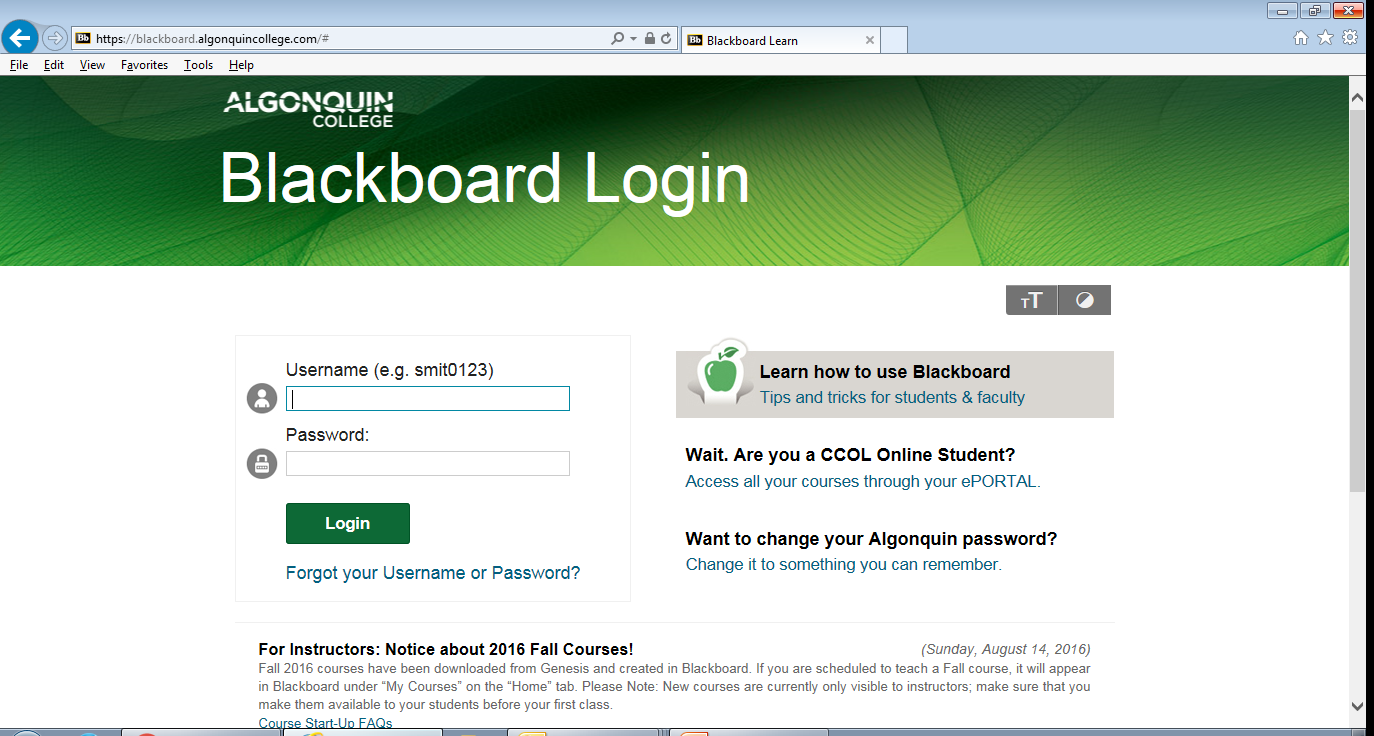 https://blackboard.algonquincollege.com/#
Bb Blackboard Learn
File Edit View Favorites Tools Help
ALGONQUIN
COLLEGE
Blackboard Login
TT
Username (e.g. smit0123)
Password:
Login
Forgot your Username or Password?
Learn how to use Blackboard
Tips and tricks for students & faculty
Wait. Are you a CCOL Online Student?
Access all your courses through your ePORTAL.
Want to change your Algonquin password?
Change it to something you can remember.
For Instructors: Notice about 2016 Fall Courses! (Sunday, August 14, 2016)
Fall 2016 courses have been downloaded from Genesis and created in Blackboard. If you are scheduled to teach a Fall course, it will appear
in Blackboard under “My Courses” on the “Home” tab. Please Note: New courses are currently only visible to instructors; make sure that you
make them available to your students before your first class.
Course Start-Up FAQs